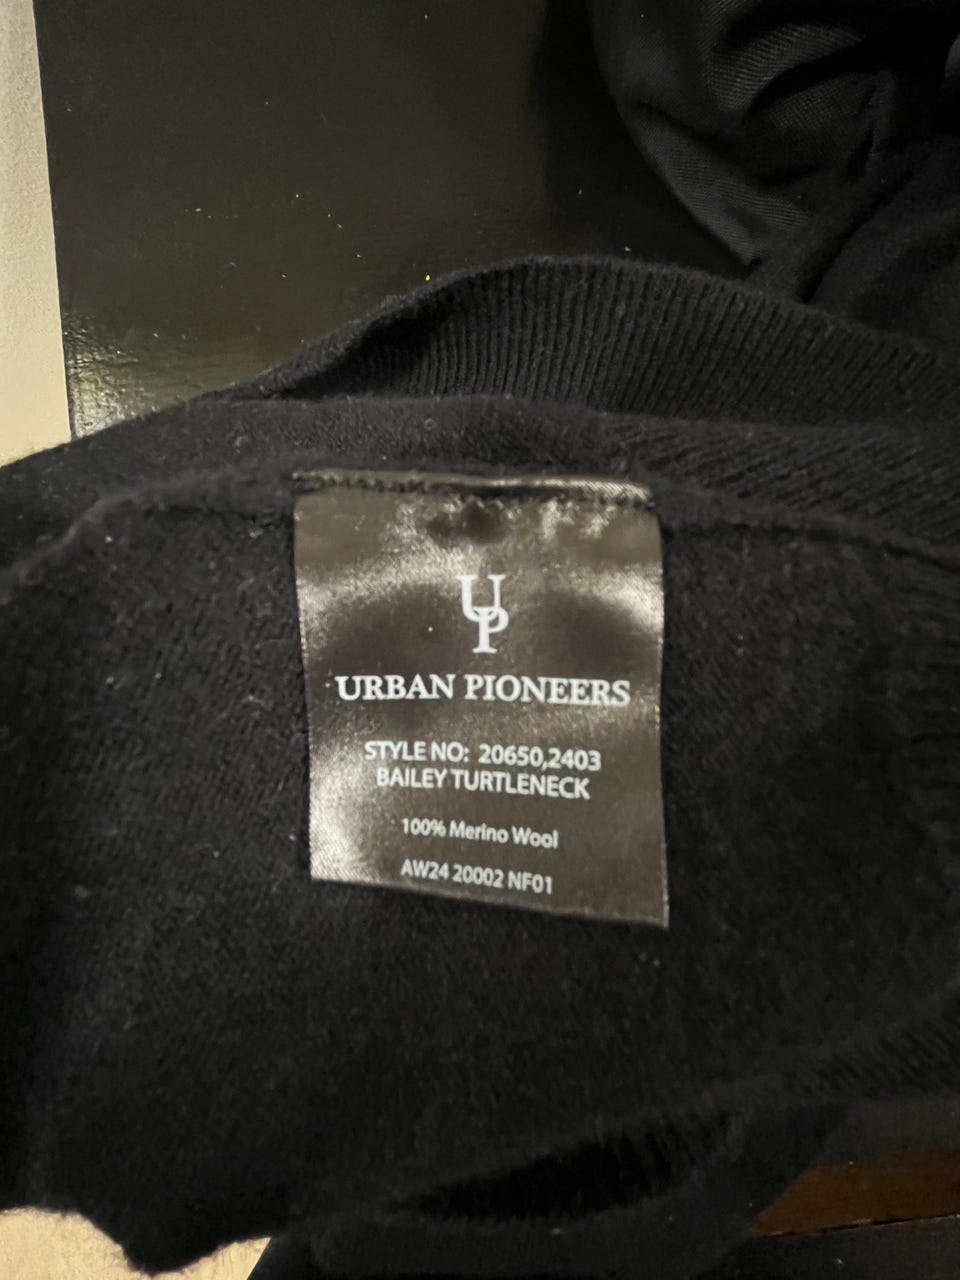 UP
URBAN PIONEERS
STYLE NO: 20650,2403
BAILEY TURTLENECK
100% Merino Wool
AW24 20002 NF01